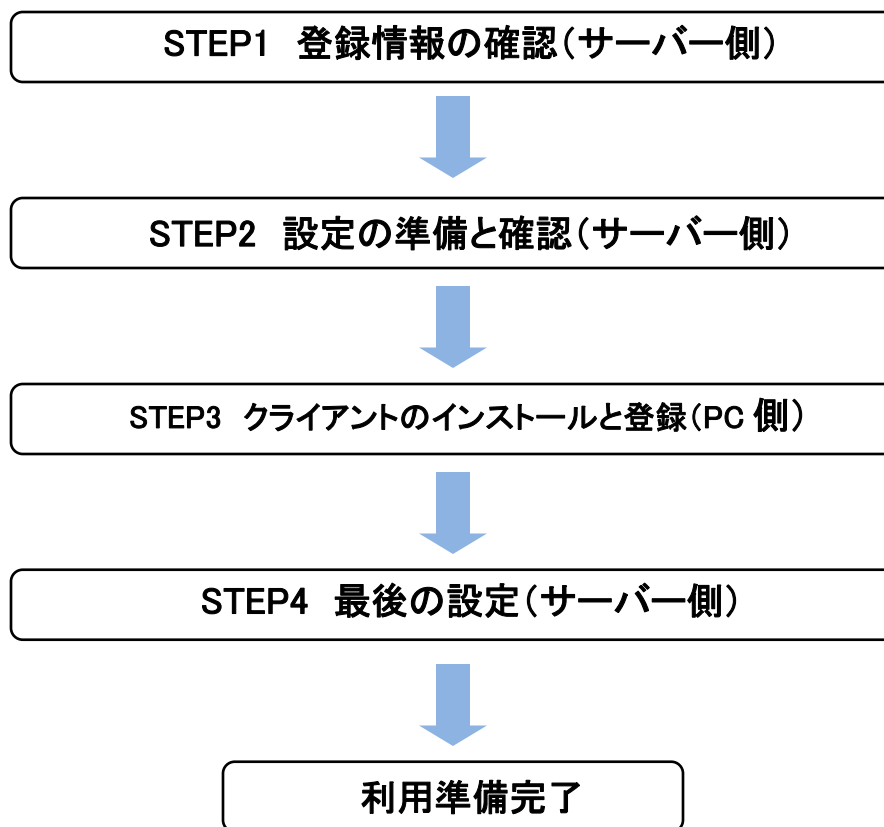 STEP1　登録情報の確認（サーバー側）
STEP2　設定の準備と確認（サーバー側）
STEP3　クライアントのインストールと登録（PC 側）
STEP4　最後の設定（サーバー側）
利用準備完了